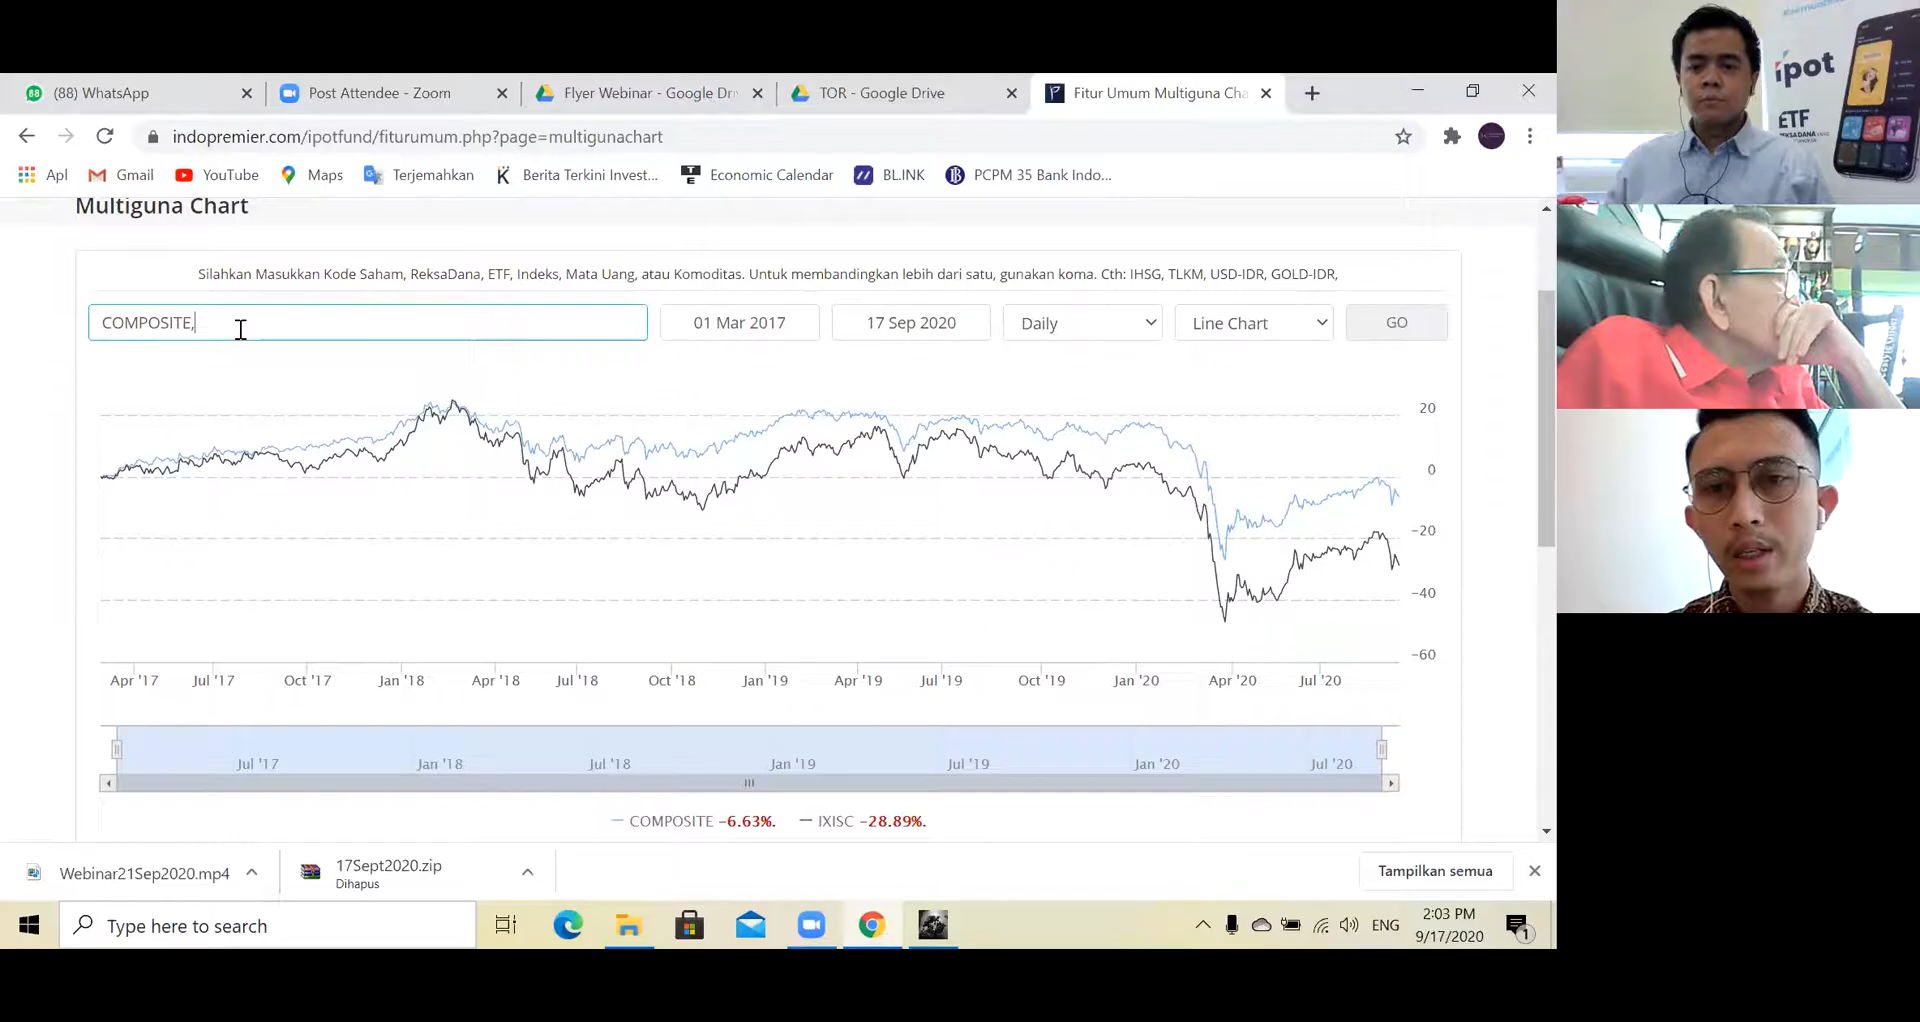 88 (88) WhatsApp
Post Attendee - Zoom
Flyer Webinar - Google Dri
TOR - Google Drive
Fitur Umum Multiguna Cha
indopremier.com/ipotfund/fiturumum.php?page=multigunachart
Apl
Gmail
YouTube
Maps
Terjemahkan
Berita Terkini Invest...
Economic Calendar
BL.INK
PCPM 35 Bank Indo...
Multiguna Chart
Silahkan Masukkan Kode Saham, ReksaDana, ETF, Indeks, Mata Uang, atau Komoditas. Untuk membandingkan lebih dari satu, gunakan koma. Cth: IHSG, TLKM, USD-IDR, GOLD-IDR,
COMPOSITE,
01 Mar 2017
17 Sep 2020
Daily
Line Chart
GO
20
0
-20
-40
-60
Apr '17
Jul '17
Oct '17
Jan '18
Apr '18
Jul '18
Oct '18
Jan '19
Apr '19
Jul '19
Oct '19
Jan '20
Apr '20
Jul '20
Jul '17
Jan '18
Jul '18
Jan '19
Jul '19
Jan '20
Jul '20
COMPOSITE -6.63%.
IXISC -28.89%.
Webinar21Sep2020.mp4
17Sept2020.zip
Dihapus
Tampilkan semua
Type here to search
ENG
2:03 PM
9/17/2020
1
ipot
ETF